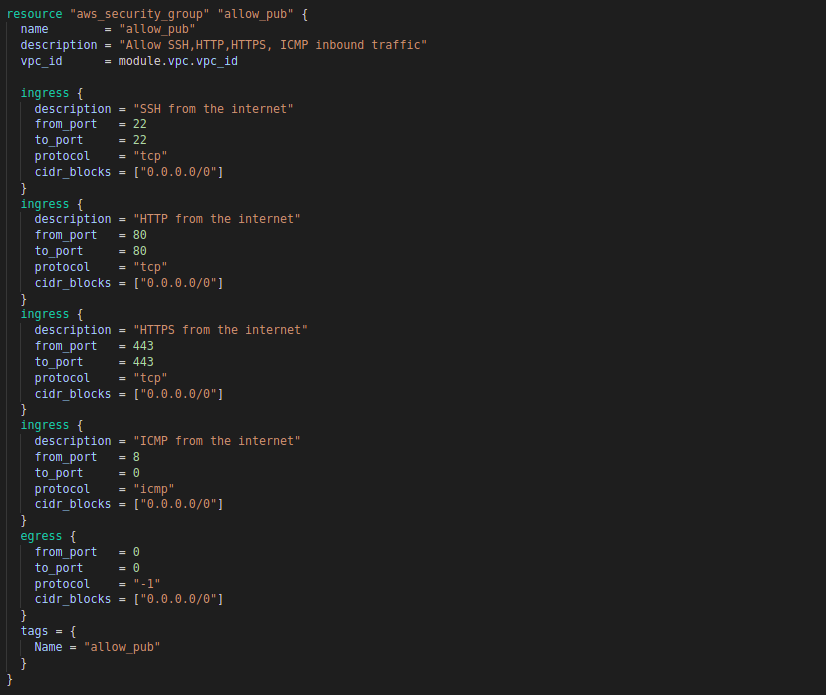 resource "aws_security_group" "allow_pub" {
  name        = "allow_pub"
  description = "Allow SSH,HTTP,HTTPS, ICMP inbound traffic"
  vpc_id      = module.vpc.vpc_id

  ingress {
    description = "SSH from the internet"
    from_port   = 22
    to_port     = 22
    protocol    = "tcp"
    cidr_blocks = ["0.0.0.0/0"]
  }
  ingress {
    description = "HTTP from the internet"
    from_port   = 80
    to_port     = 80
    protocol    = "tcp"
    cidr_blocks = ["0.0.0.0/0"]
  }
  ingress {
    description = "HTTPS from the internet"
    from_port   = 443
    to_port     = 443
    protocol    = "tcp"
    cidr_blocks = ["0.0.0.0/0"]
  }
  ingress {
    description = "ICMP from the internet"
    from_port   = 8
    to_port     = 0
    protocol    = "icmp"
    cidr_blocks = ["0.0.0.0/0"]
  }
  egress {
    from_port   = 0
    to_port     = 0
    protocol    = "-1"
    cidr_blocks = ["0.0.0.0/0"]
  }
  tags = {
    Name = "allow_pub"
  }
}